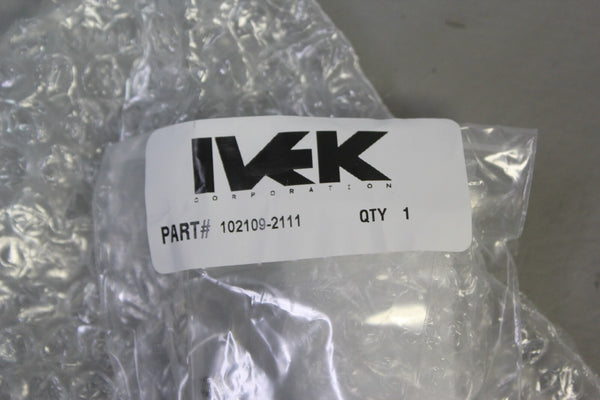 IVEK
CORPORATION
PART# 102109-2111 QTY 1